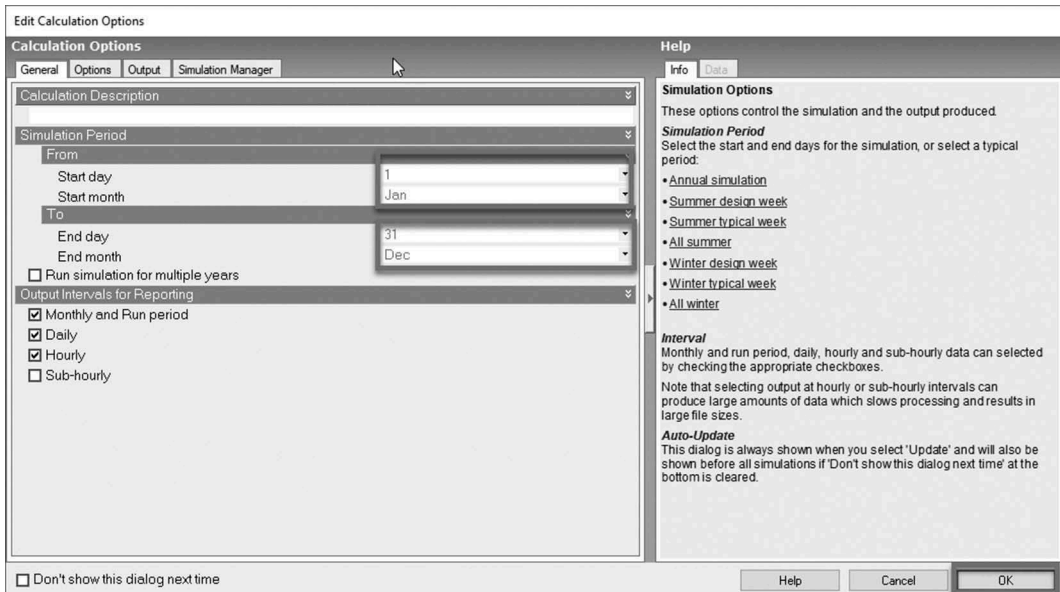 Edit Calculation Options
Calculation Options
General
Options
Output
Simulation Manager
Calculation Description
Simulation Period
From
Start day
1
Start month
Jan
To
End day
31
End month
Dec
Run simulation for multiple years
Output Intervals for Reporting
Monthly and Run period
Daily
Hourly
Sub-hourly
Help
Info
Data
Simulation Options
These options control the simulation and the output produced.
Simulation Period
Select the start and end days for the simulation, or select a typical
period:
• Annual simulation
• Summer design week
• Summer typical week
• All summer
• Winter design week
• Winter typical week
• All winter
Interval
Monthly and run period, daily, hourly and sub-hourly data can selected
by checking the appropriate checkboxes.
Note that selecting output at hourly or sub-hourly intervals can
produce large amounts of data which slows processing and results in
large file sizes.
Auto-Update
This dialog is always shown when you select 'Update' and will also be
shown before all simulations if 'Don't show this dialog next time' at the
bottom is cleared.
Don't show this dialog next time
Help
Cancel
OK